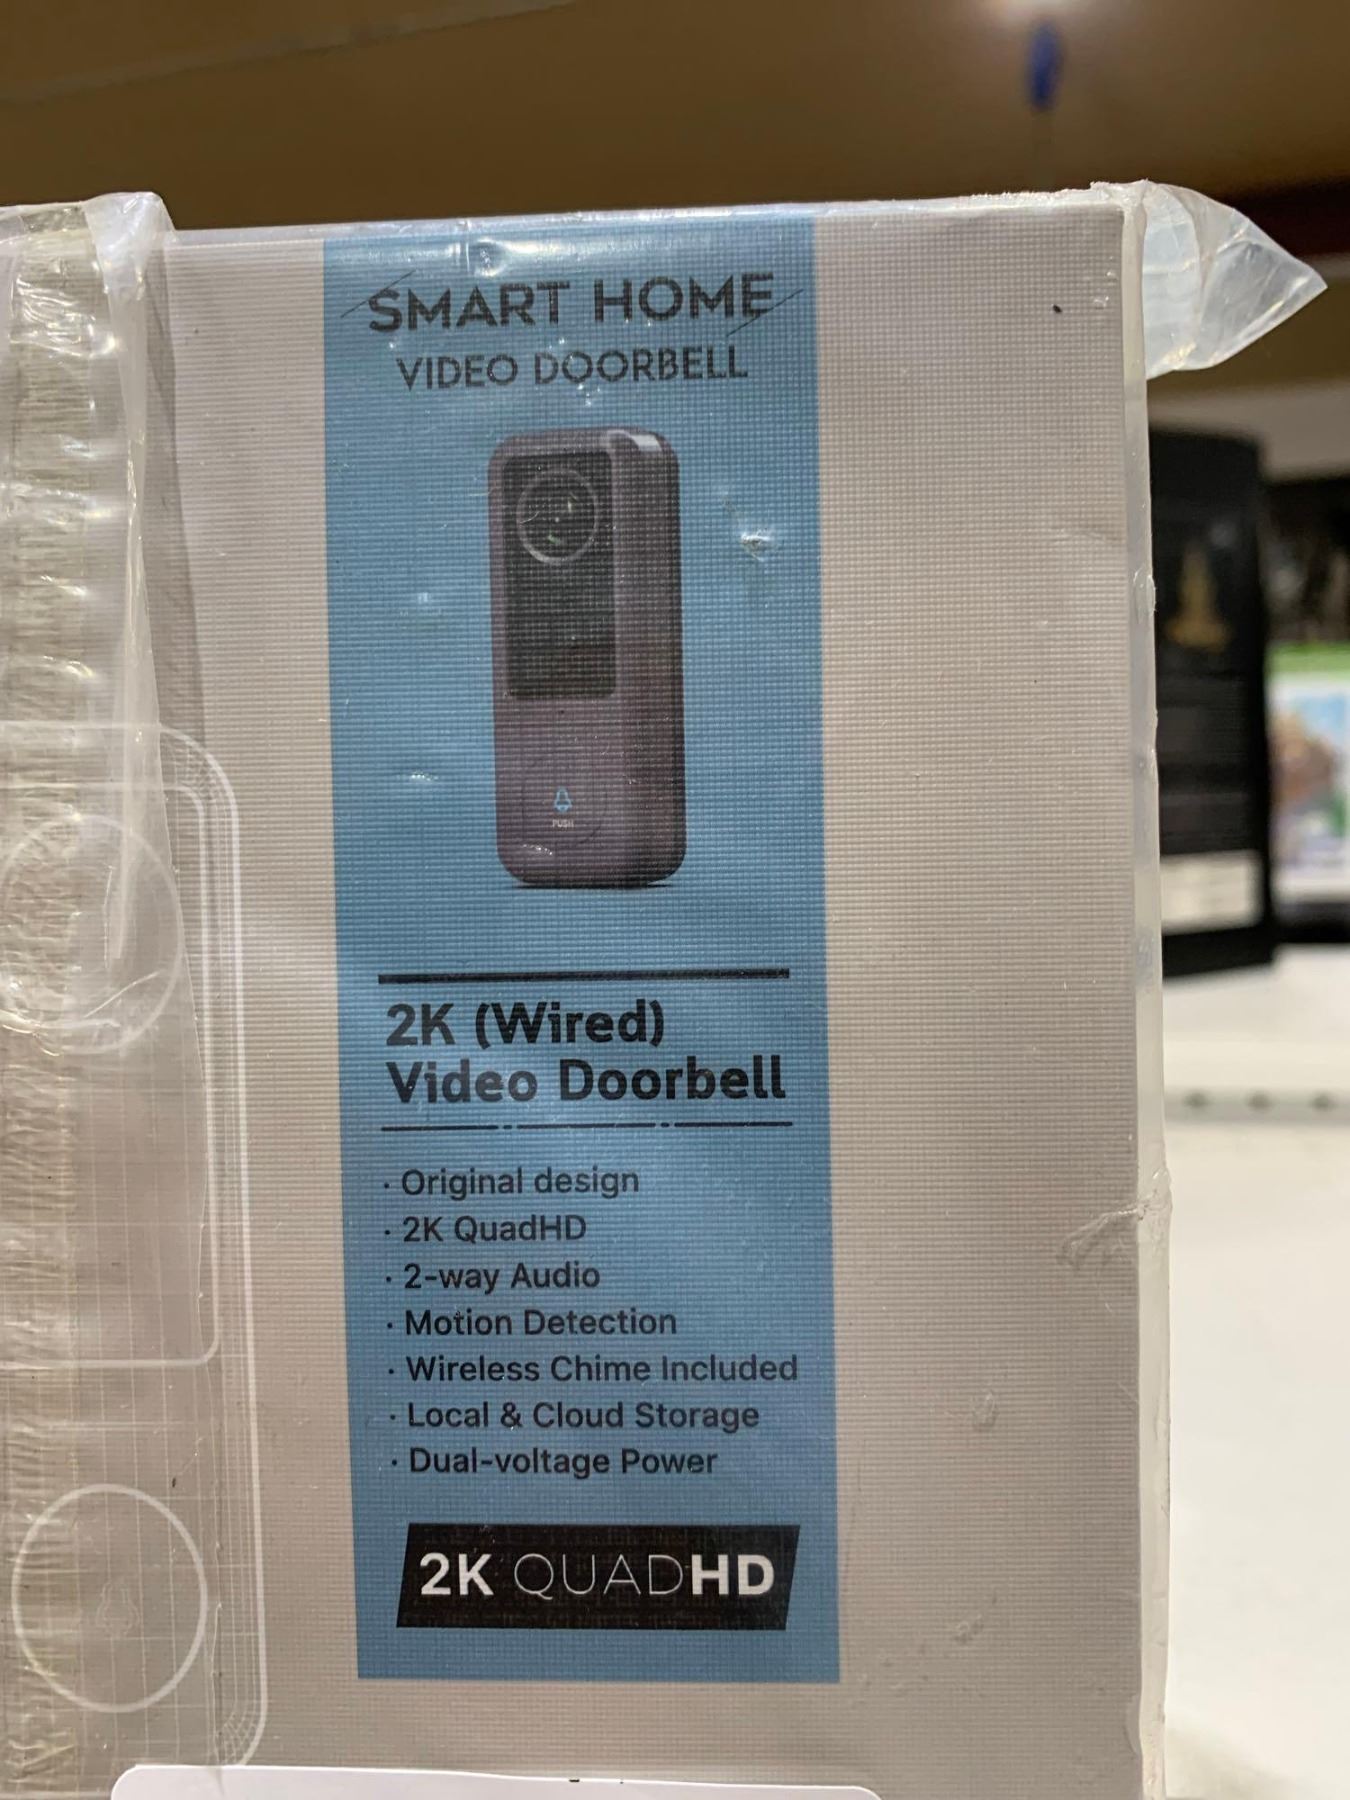 SMART HOME
VIDEO DOORBELL
PUSH
2K (Wired)
Video Doorbell
· Original design
· 2K QuadHD
· 2-way Audio
· Motion Detection
· Wireless Chime Included
· Local & Cloud Storage
· Dual-voltage Power
2K QUADHD